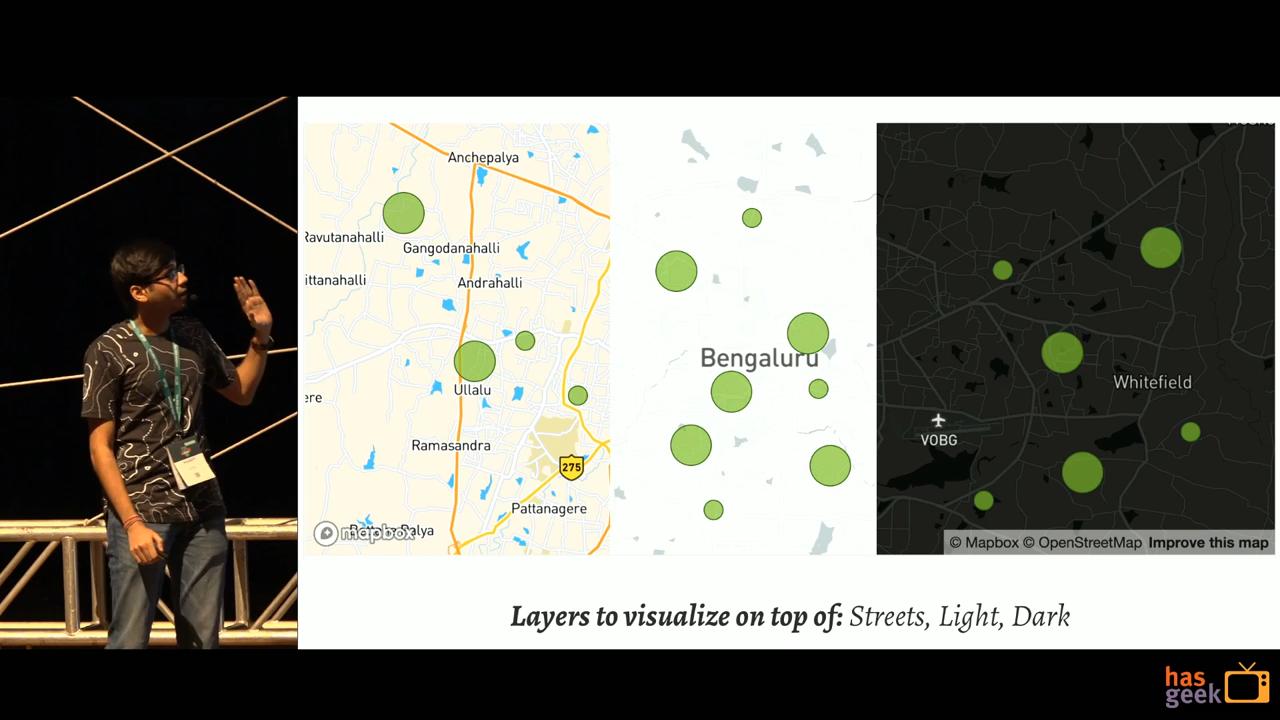 Anchepalya
Ravutanahalli
Gangodanahalli
ittanahalli
Andrahalli
Ullalu
ere
Ramasandra
275
Pattanagere
mapbox
Bengaluru
Whitefield
VOBG
© Mapbox © OpenStreetMap Improve this map
Layers to visualize on top of: Streets, Light, Dark
has
geek